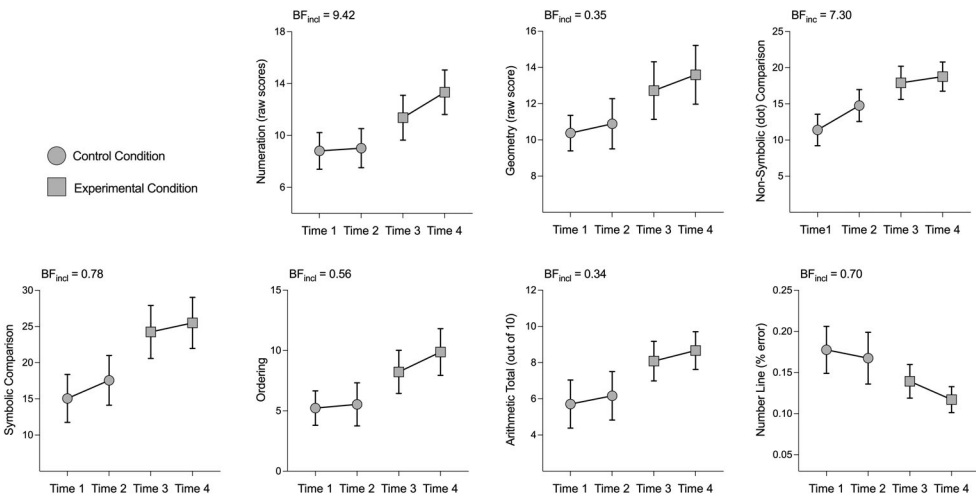 Control Condition
Experimental Condition
BFincl = 9.42
Numeration (raw scores)
18
14
10
6
Time 1 Time 2 Time 3 Time 4
BFincl = 0.35
Geometry (raw score)
16
14
12
10
8
6
Time 1 Time 2 Time 3 Time 4
BFinc = 7.30
Non-Symbolic (dot) Comparison
25
20
15
10
5
Time1 Time 2 Time 3 Time 4
BFincl = 0.78
Symbolic Comparison
30
25
20
15
10
Time 1 Time 2 Time 3 Time 4
BFincl = 0.56
Ordering
15
10
5
0
Time 1 Time 2 Time 3 Time 4
BFincl = 0.34
Arithmetic Total (out of 10)
12
10
8
6
4
Time 1 Time 2 Time 3 Time 4
BFincl = 0.70
Number Line (% error)
0.25
0.20
0.15
0.10
0.05
Time 1 Time 2 Time 3 Time 4